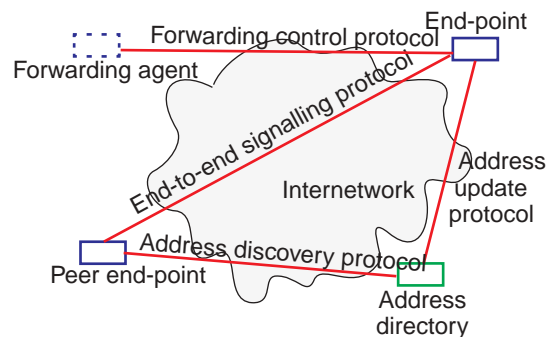 End-point
Forwarding control protocol
Forwarding agent
End-to-end signalling protocol
Address
update
protocol
Internetwork
Address discovery protocol
Peer end-point
Address
directory